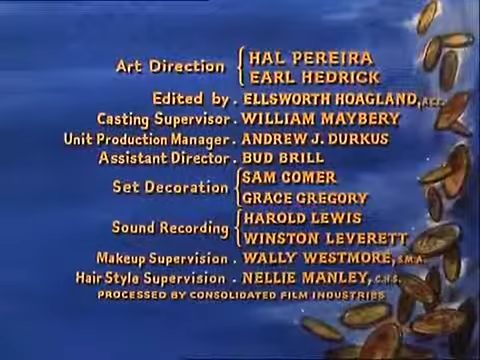 Art Direction { HAL PEREIRA
EARL HEDRICK
Edited by . ELLSWORTH HOAGLAND, A.C.E.
Casting Supervisor . WILLIAM MAYBERY
Unit Production Manager . ANDREW J. DURKUS
Assistant Director . BUD BRILL
Set Decoration { SAM COMER
GRACE GREGORY
Sound Recording { HAROLD LEWIS
WINSTON LEVERETT
Makeup Supervision . WALLY WESTMORE, S.M.A.
Hair Style Supervision . NELLIE MANLEY, C.H.S.
PROCESSED BY CONSOLIDATED FILM INDUSTRIES